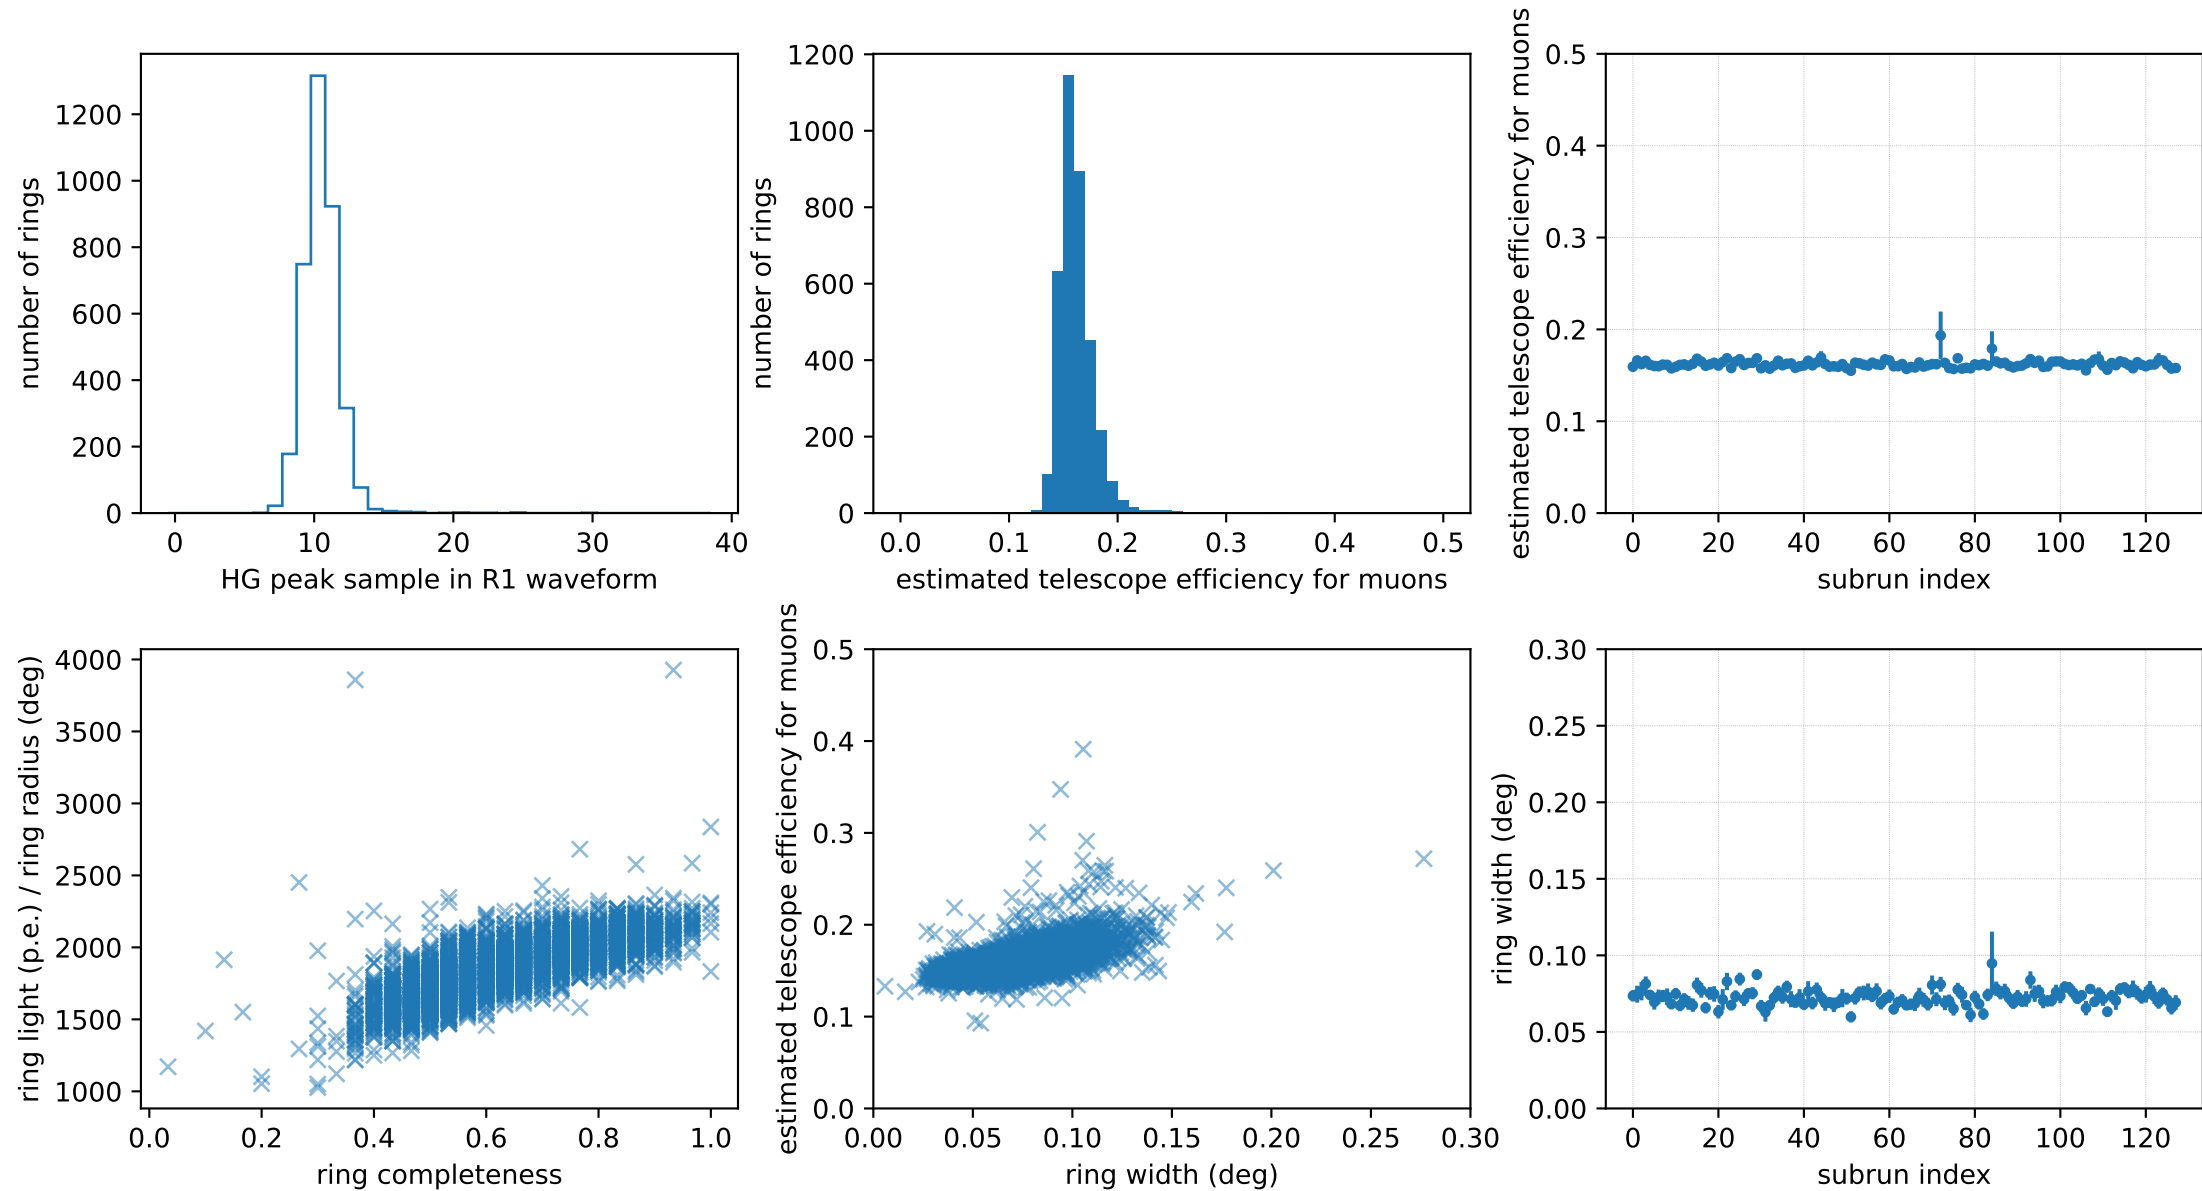 number of rings
1200
1000
800
600
400
200
0
0 10 20 30 40
HG peak sample in R1 waveform
number of rings
1200
1000
800
600
400
200
0
0.0 0.1 0.2 0.3 0.4 0.5
estimated telescope efficiency for muons
estimated telescope efficiency for muons
0.5
0.4
0.3
0.2
0.1
0.0
0 20 40 60 80 100 120
subrun index
ring light (p.e.) / ring radius (deg)
4000
3500
3000
2500
2000
1500
1000
0.0 0.2 0.4 0.6 0.8 1.0
ring completeness
estimated telescope efficiency for muons
0.5
0.4
0.3
0.2
0.1
0.0
0.00 0.05 0.10 0.15 0.20 0.25 0.30
ring width (deg)
ring width (deg)
0.30
0.25
0.20
0.15
0.10
0.05
0.00
0 20 40 60 80 100 120
subrun index